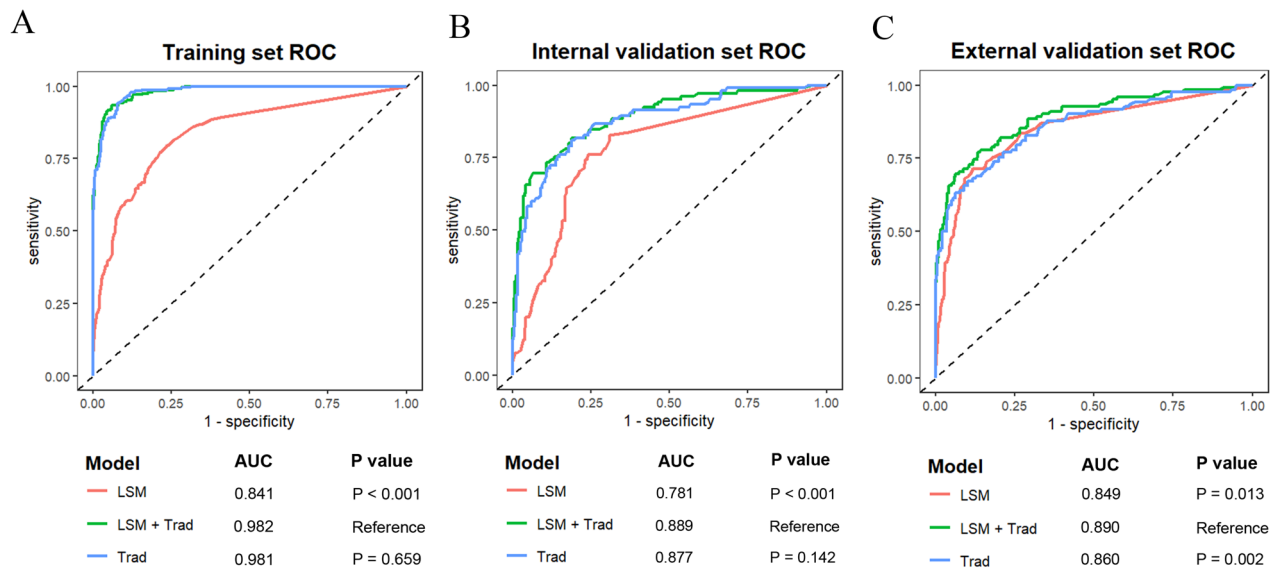 A
Training set ROC
1.00
0.75
0.50
0.25
0.00
sensitivity
0.00
0.25
0.50
0.75
1.00
1 - specificity
Model AUC P value
LSM 0.841 P < 0.001
LSM + Trad 0.982 Reference
Trad 0.981 P = 0.659
B
Internal validation set ROC
1.00
0.75
0.50
0.25
0.00
sensitivity
0.00
0.25
0.50
0.75
1.00
1 - specificity
Model AUC P value
LSM 0.781 P < 0.001
LSM + Trad 0.889 Reference
Trad 0.877 P = 0.142
C
External validation set ROC
1.00
0.75
0.50
0.25
0.00
sensitivity
0.00
0.25
0.50
0.75
1.00
1 - specificity
Model AUC P value
LSM 0.849 P = 0.013
LSM + Trad 0.890 Reference
Trad 0.860 P = 0.002